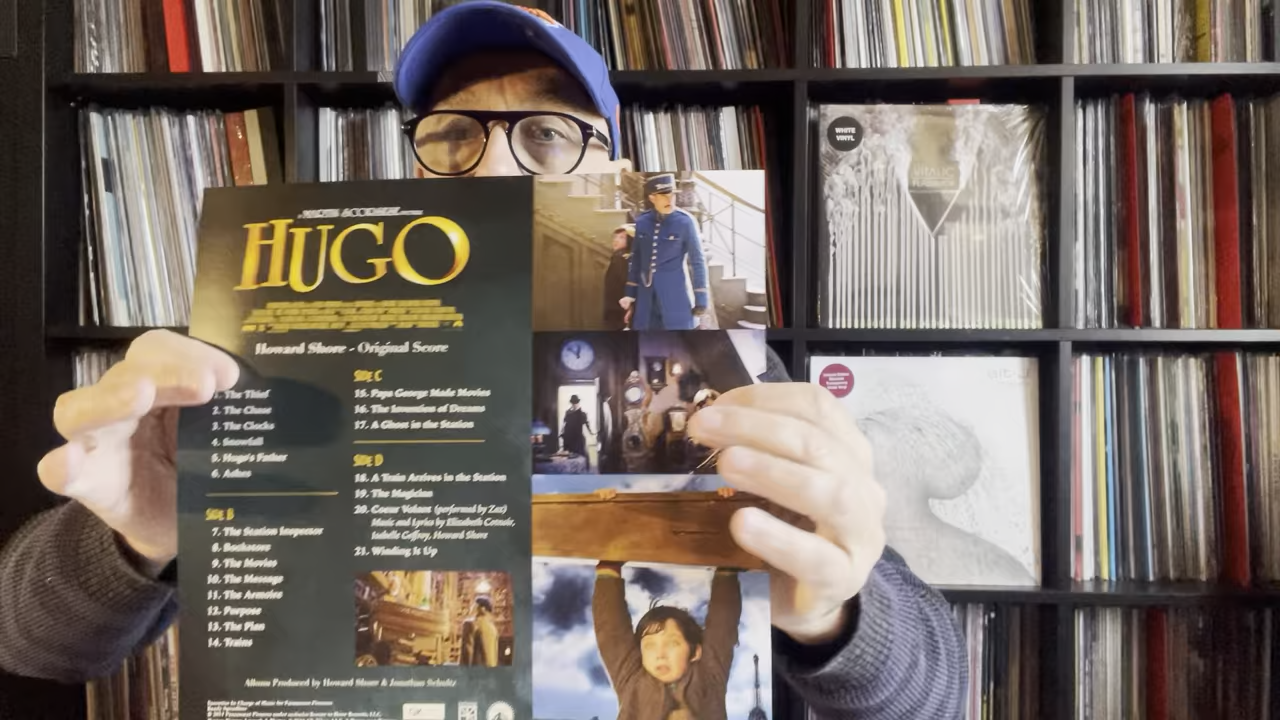 HUGO
Howard Shore - Original Score
1. The Thief
2. The Chase
3. The Clocks
4. Snowfall
5. Hugo's Father
6. Ashes
SIDE B
7. The Station Inspector
8. Bookstore
9. The Movies
10. The Message
11. The Armoire
12. Purpose
13. The Plan
14. Trains
SIDE C
15. Papa George Made Movies
16. The Invention of Dreams
17. A Ghost in the Station
SIDE D
18. A Train Arrives in the Station
19. The Magician
20. Coeur Volant (performed by Zaz)
Music and Lyrics by Elizabeth Cotnoir,
Isabelle Geffroy, Howard Shore
21. Winding It Up
Album Produced by Howard Shore & Jonathan Schultz
WHITE
VINYL
alt-J